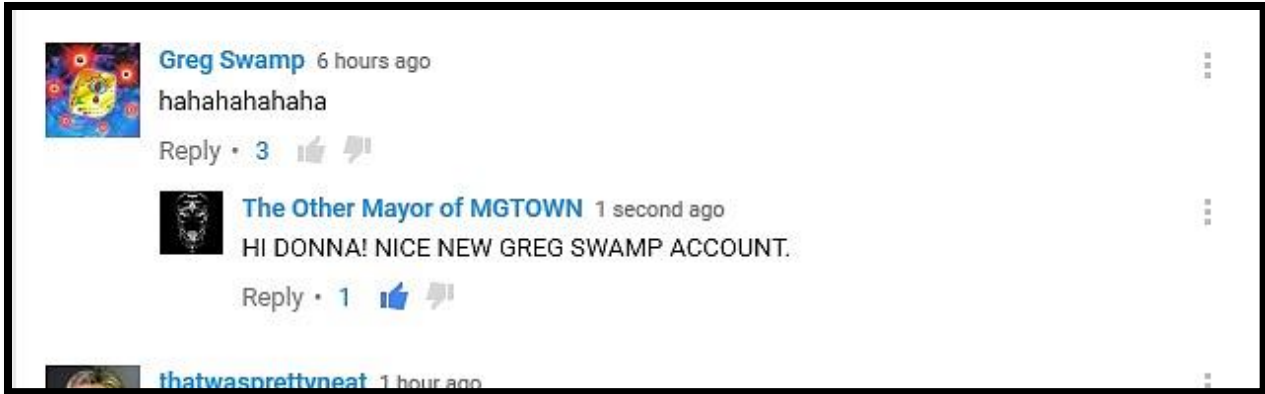 Greg Swamp 6 hours ago
hahahahahaha
Reply • 3
The Other Mayor of MGTOWN 1 second ago
HI DONNA! NICE NEW GREG SWAMP ACCOUNT.
Reply • 1
thatwasprettyneat 1 hour ago